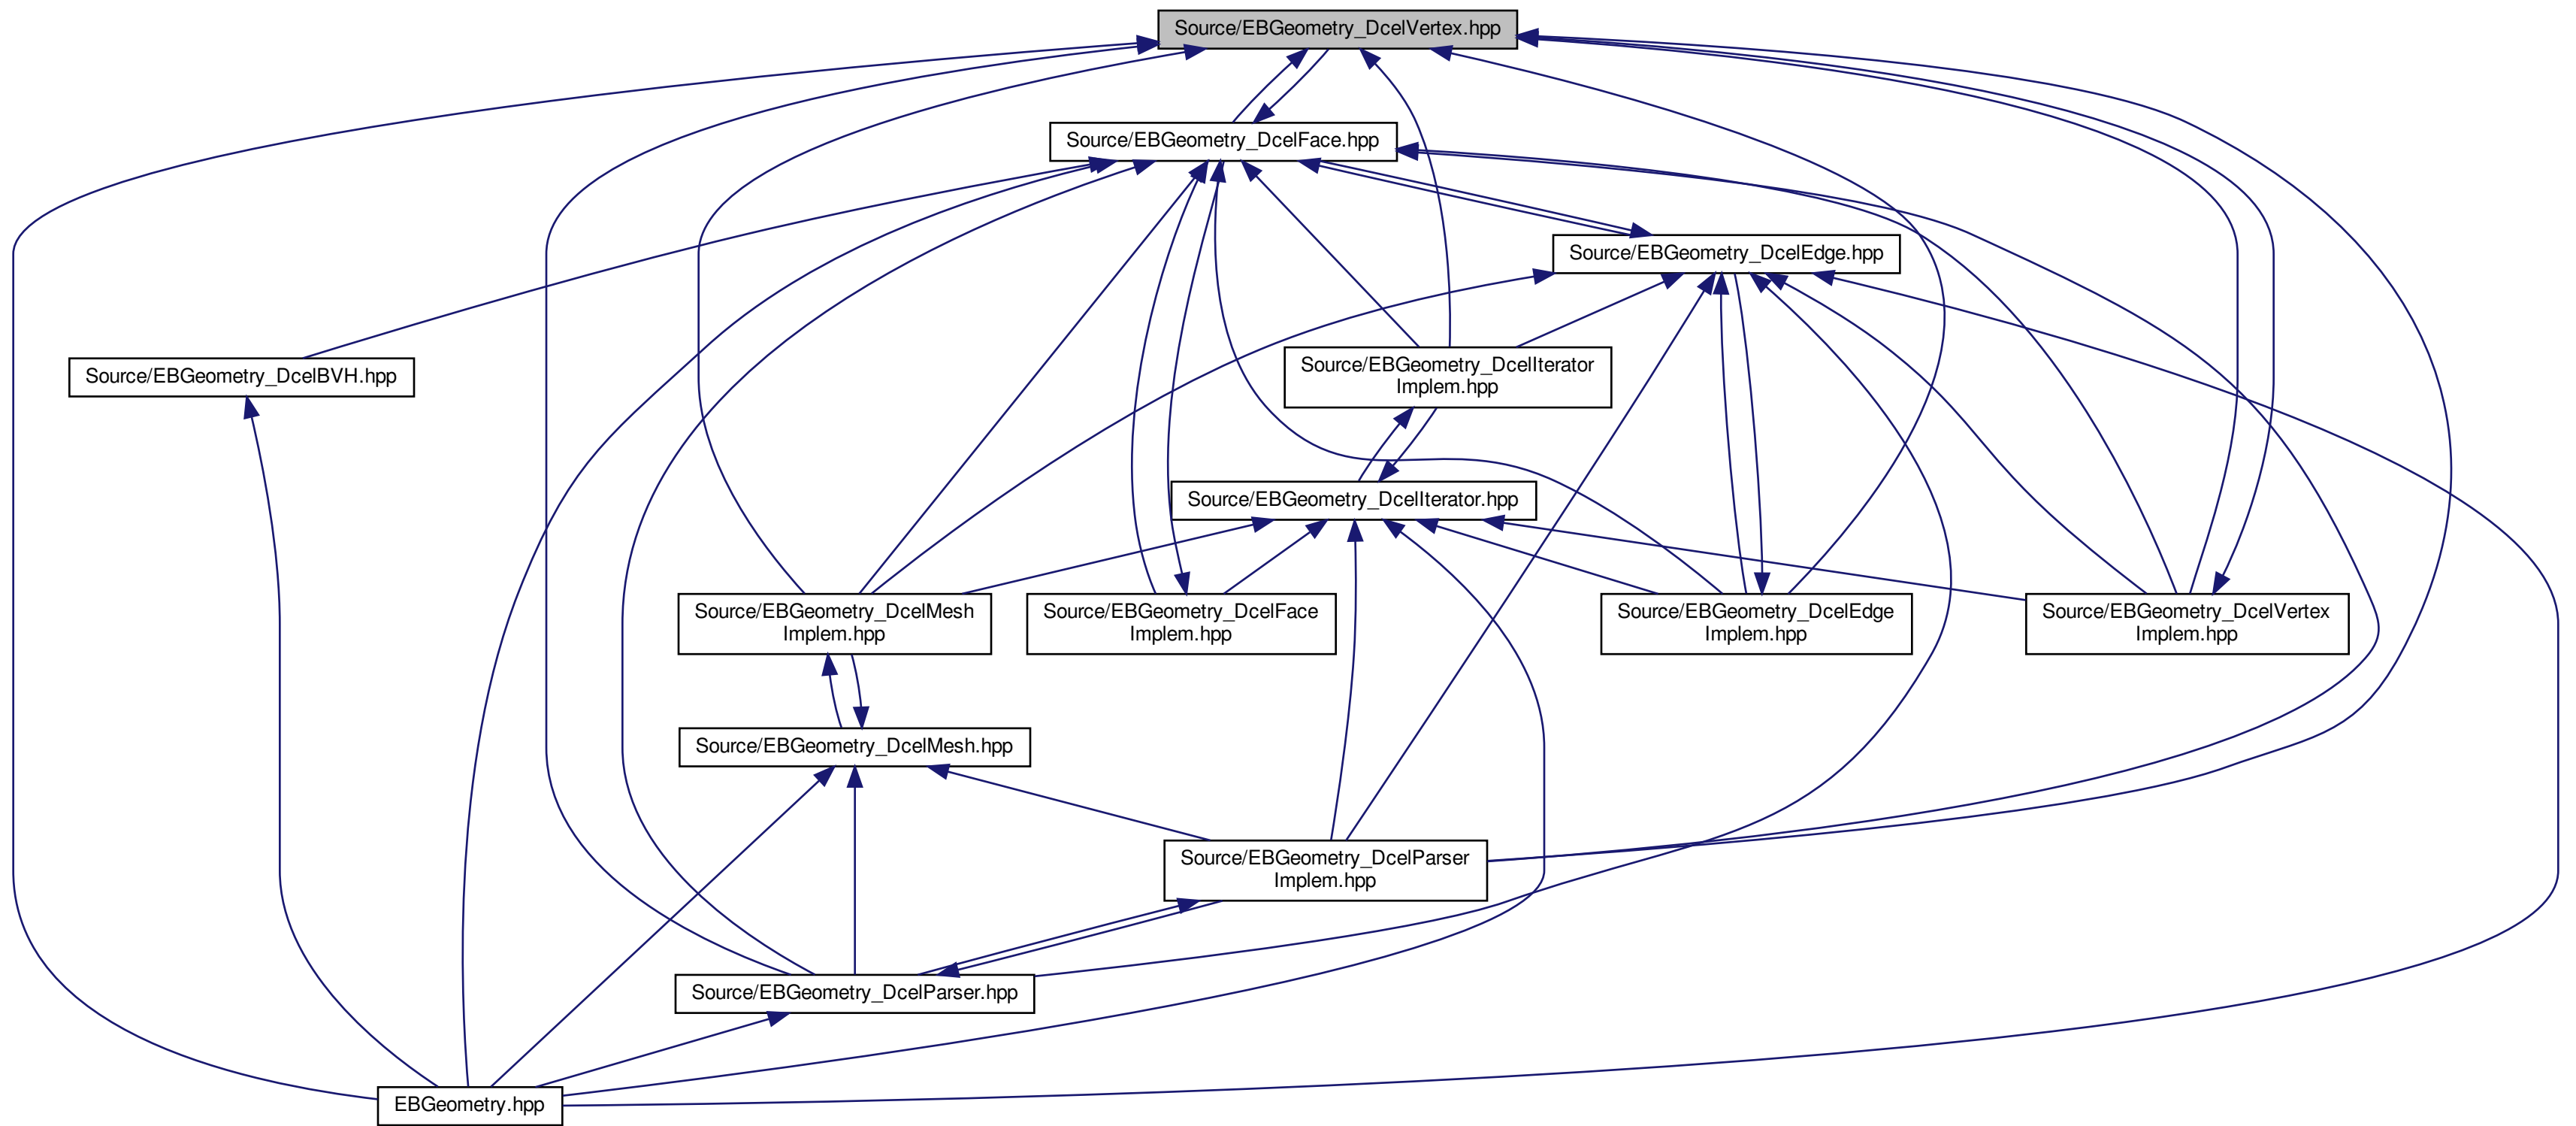 Source/EBGeometry_DcelVertex.hpp
Source/EBGeometry_DcelFace.hpp
Source/EBGeometry_DcelEdge.hpp
Source/EBGeometry_DcelBVH.hpp
Source/EBGeometry_DcelIterator
Implem.hpp
Source/EBGeometry_DcelIterator.hpp
Source/EBGeometry_DcelMesh
Implem.hpp
Source/EBGeometry_DcelFace
Implem.hpp
Source/EBGeometry_DcelEdge
Implem.hpp
Source/EBGeometry_DcelVertex
Implem.hpp
Source/EBGeometry_DcelMesh.hpp
Source/EBGeometry_DcelParser
Implem.hpp
Source/EBGeometry_DcelParser.hpp
EBGeometry.hpp